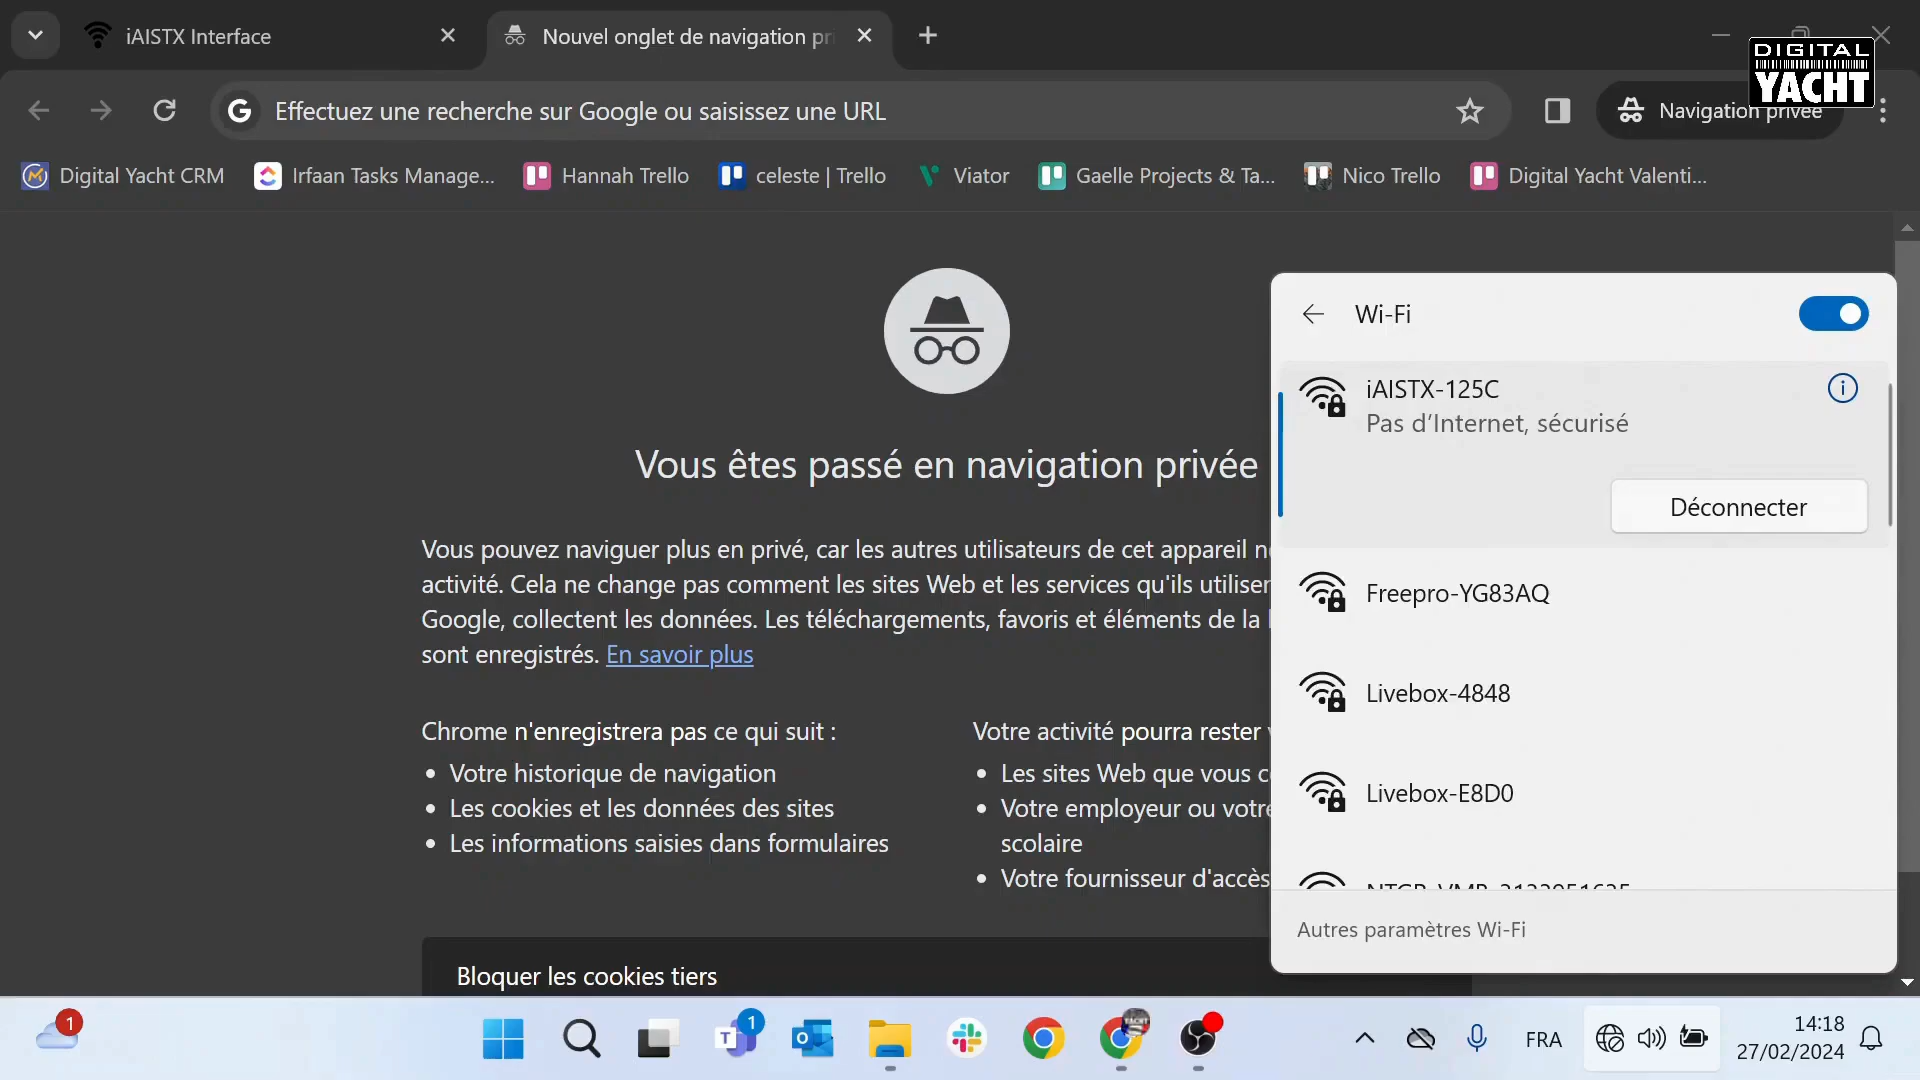 iAISTX Interface
Nouvel onglet de navigation pr
DIGITAL
YACHT
Effectuez une recherche sur Google ou saisissez une URL
Navigation privée
Digital Yacht CRM
Irfaan Tasks Manage...
Hannah Trello
celeste | Trello
Viator
Gaelle Projects & Ta...
Nico Trello
Digital Yacht Valenti...
Vous êtes passé en navigation privée
Vous pouvez naviguer plus en privé, car les autres utilisateurs de cet appareil n
activité. Cela ne change pas comment les sites Web et les services qu'ils utiliser
Google, collectent les données. Les téléchargements, favoris et éléments de la
sont enregistrés. En savoir plus
Chrome n'enregistrera pas ce qui suit :
Votre historique de navigation
Les cookies et les données des sites
Les informations saisies dans formulaires
Votre activité pourra rester
Les sites Web que vous c
Votre employeur ou votre
scolaire
Votre fournisseur d'accès
Bloquer les cookies tiers
Wi-Fi
iAISTX-125C
Pas d'Internet, sécurisé
Déconnecter
Freepro-YG83AQ
Livebox-4848
Livebox-E8D0
Autres paramètres Wi-Fi
1
1
FRA
14:18
27/02/2024